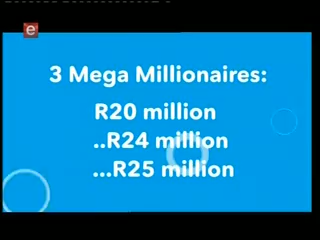 e
3 Mega Millionaires:
R20 million
..R24 million
...R25 million